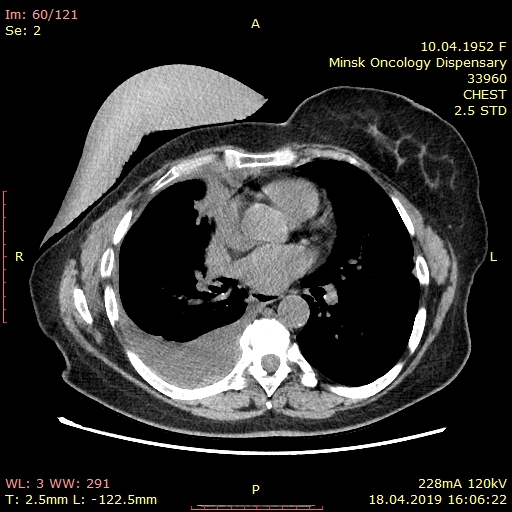 Im: 60/121
Se: 2
A
10.04.1952 F
Minsk Oncology Dispensary
33960
CHEST
2.5 STD
R
L
WL: 3 WW: 291
T: 2.5mm L: -122.5mm
P
228mA 120kV
18.04.2019 16:06:22